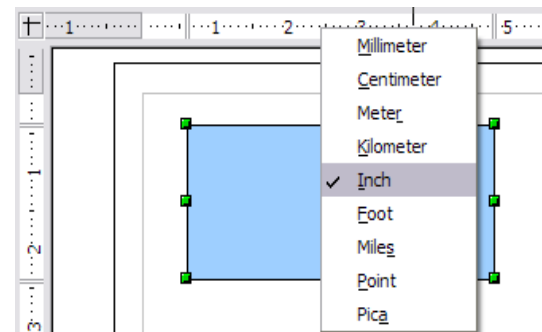 1 1 2 3 4 5
Millimeter
Centimeter
Meter
Kilometer
✓ Inch
Foot
Miles
Point
Pica
1
2
3